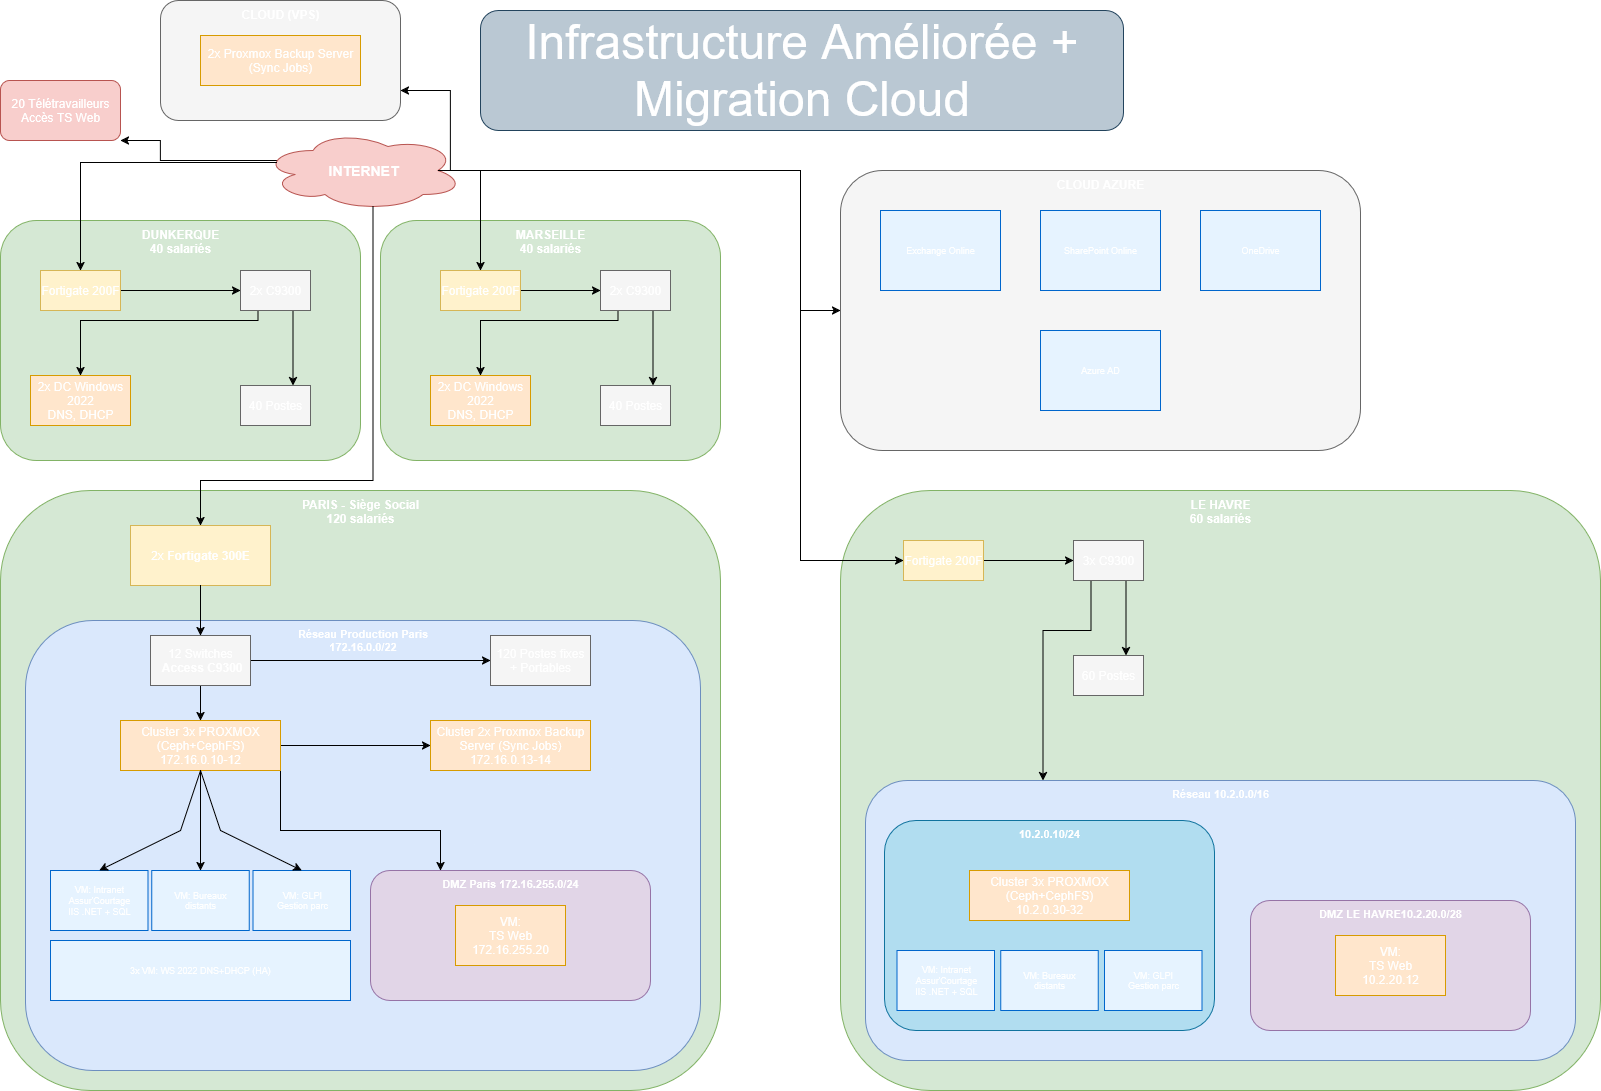 CLOUD (VPS)
2x Proxmox Backup Server
(Sync Jobs)
Infrastructure Améliorée +
Migration Cloud
20 Télétravailleurs
Accès TS Web
INTERNET
CLOUD AZURE
Exchange Online
SharePoint Online
OneDrive
Azure AD
DUNKERQUE
40 salariés
Fortigate 200F
2x C9300
2x DC Windows
2022
DNS, DHCP
40 Postes
MARSEILLE
40 salariés
Fortigate 200F
2x C9300
2x DC Windows
2022
DNS, DHCP
40 Postes
PARIS - Siège Social
120 salariés
2x Fortigate 300E
Réseau Production Paris
172.16.0.0/22
12 Switches
Access C9300
120 Postes fixes
+ Portables
Cluster 3x PROXMOX
(Ceph+CephFS)
172.16.0.10-12
Cluster 2x Proxmox Backup
Server (Sync Jobs)
172.16.0.13-14
VM: Intranet
Assur'Courtage
IIS .NET + SQL
VM: Bureaux
distants
VM: GLPI
Gestion parc
3x VM: WS 2022 DNS+DHCP (HA)
DMZ Paris 172.16.255.0/24
VM:
TS Web
172.16.255.20
LE HAVRE
60 salariés
Fortigate 200F
3x C9300
60 Postes
Réseau 10.2.0.0/16
10.2.0.10/24
Cluster 3x PROXMOX
(Ceph+CephFS)
10.2.0.30-32
VM: Intranet
Assur'Courtage
IIS .NET + SQL
VM: Bureaux
distants
VM: GLPI
Gestion parc
DMZ LE HAVRE10.2.20.0/28
VM:
TS Web
10.2.20.12